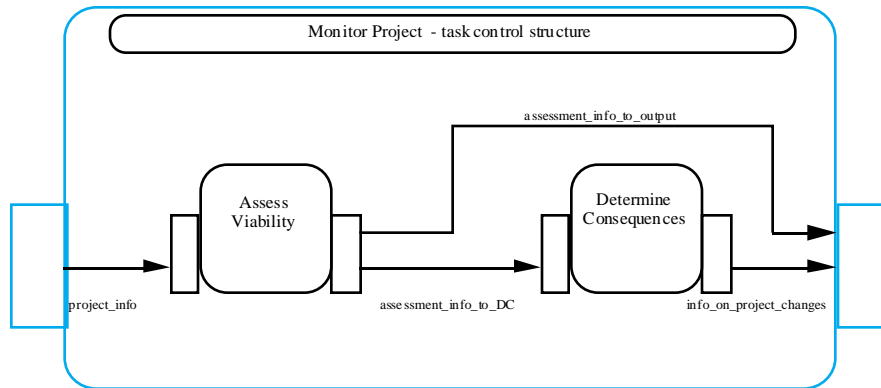 Monitor Project - task control structure
assessment_info_to_output
Assess
Viability
Determine
Consequences
project_info
assessment_info_to_DC
info_on_project_changes